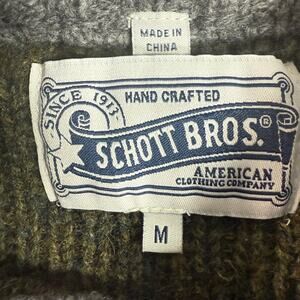 MADE IN
CHINA
SINCE 1913
HAND CRAFTED
SCHOTT BROS.®
AMERICAN
CLOTHING COMPANY
M